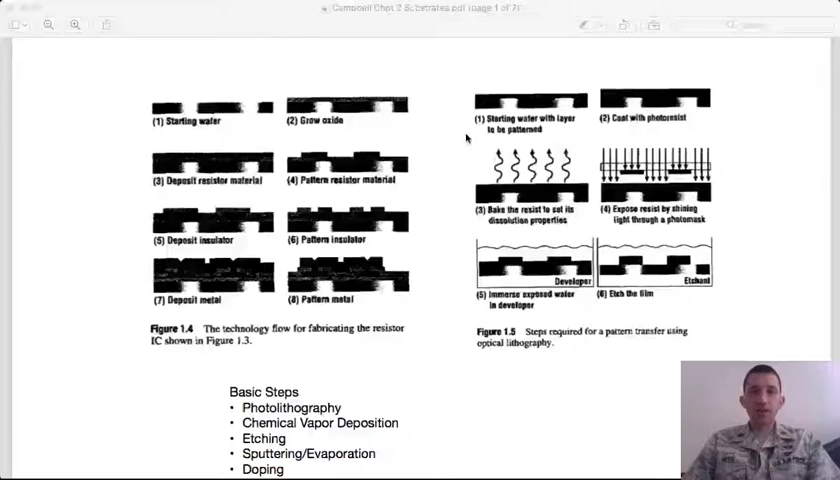 Campbell Chpt 2 Substrates.pdf (page 1 of 7)
(1) Starting wafer
(2) Grow oxide
(3) Deposit resistor material
(4) Pattern resistor material
(5) Deposit insulator
(6) Pattern insulator
(7) Deposit metal
(8) Pattern metal
Figure 1.4 The technology flow for fabricating the resistor
IC shown in Figure 1.3.
(1) Starting wafer with layer
to be patterned
(2) Coat with photoresist
(3) Bake the resist to set its
dissolution properties
(4) Expose resist by shining
light through a photomask
Developer
Etchant
(5) Immerse exposed wafer
in developer
(6) Etch the film
Figure 1.5 Steps required for a pattern transfer using
optical lithography.
Basic Steps
• Photolithography
• Chemical Vapor Deposition
• Etching
• Sputtering/Evaporation
• Doping